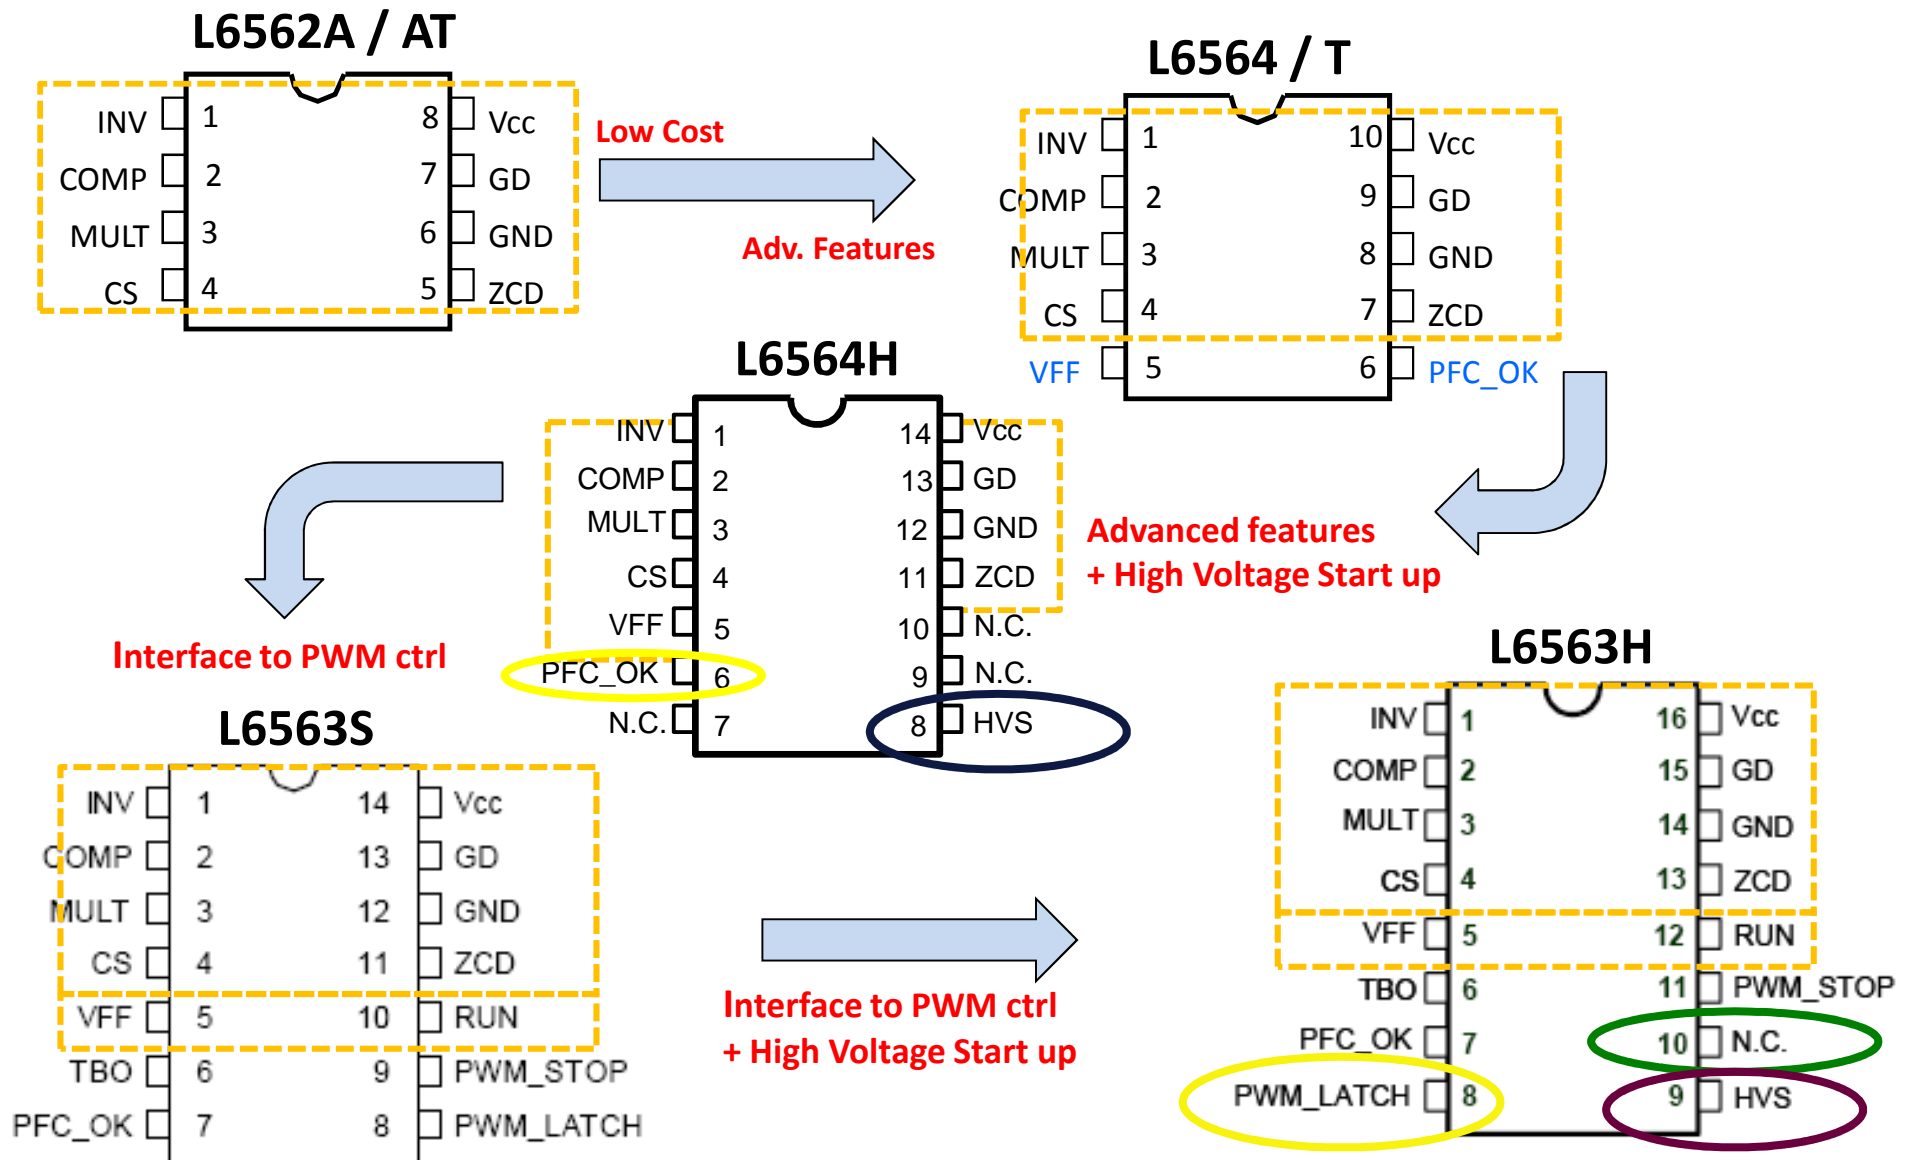 L6562A / AT
INV 1 8 Vcc
COMP 2 7 GD
MULT 3 6 GND
CS 4 5 ZCD
Low Cost
Adv. Features
L6564 / T
INV 1 10 Vcc
COMP 2 9 GD
MULT 3 8 GND
CS 4 7 ZCD
VFF 5 6 PFC_OK
L6564H
INV 1 14 Vcc
COMP 2 13 GD
MULT 3 12 GND
CS 4 11 ZCD
VFF 5 10 N.C.
PFC_OK 6 9 N.C.
N.C. 7 8 HVS
Advanced features
+ High Voltage Start up
Interface to PWM ctrl
L6563S
INV 1 14 Vcc
COMP 2 13 GD
MULT 3 12 GND
CS 4 11 ZCD
VFF 5 10 RUN
TBO 6 9 PWM_STOP
PFC_OK 7 8 PWM_LATCH
Interface to PWM ctrl
+ High Voltage Start up
L6563H
INV 1 16 Vcc
COMP 2 15 GD
MULT 3 14 GND
CS 4 13 ZCD
VFF 5 12 RUN
TBO 6 11 PWM_STOP
PFC_OK 7 10 N.C.
PWM_LATCH 8 9 HVS